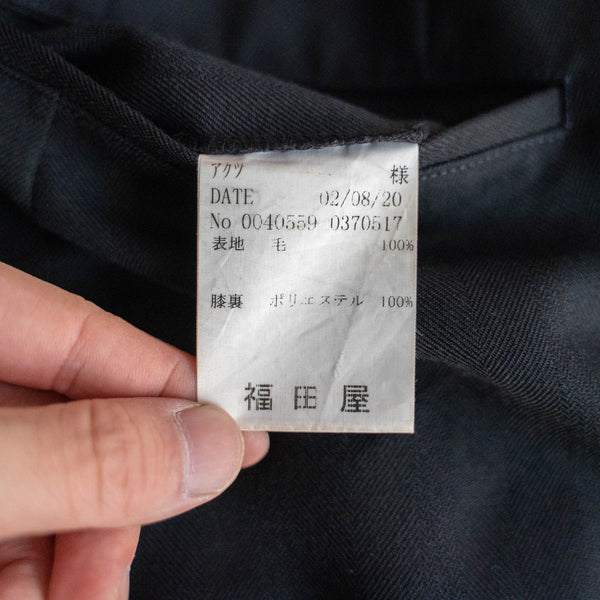 アクツ 様
DATE 02/08/20
No 0040559 0370517
表地 毛 100%
膝裏 ポリエステル 100%
福田屋